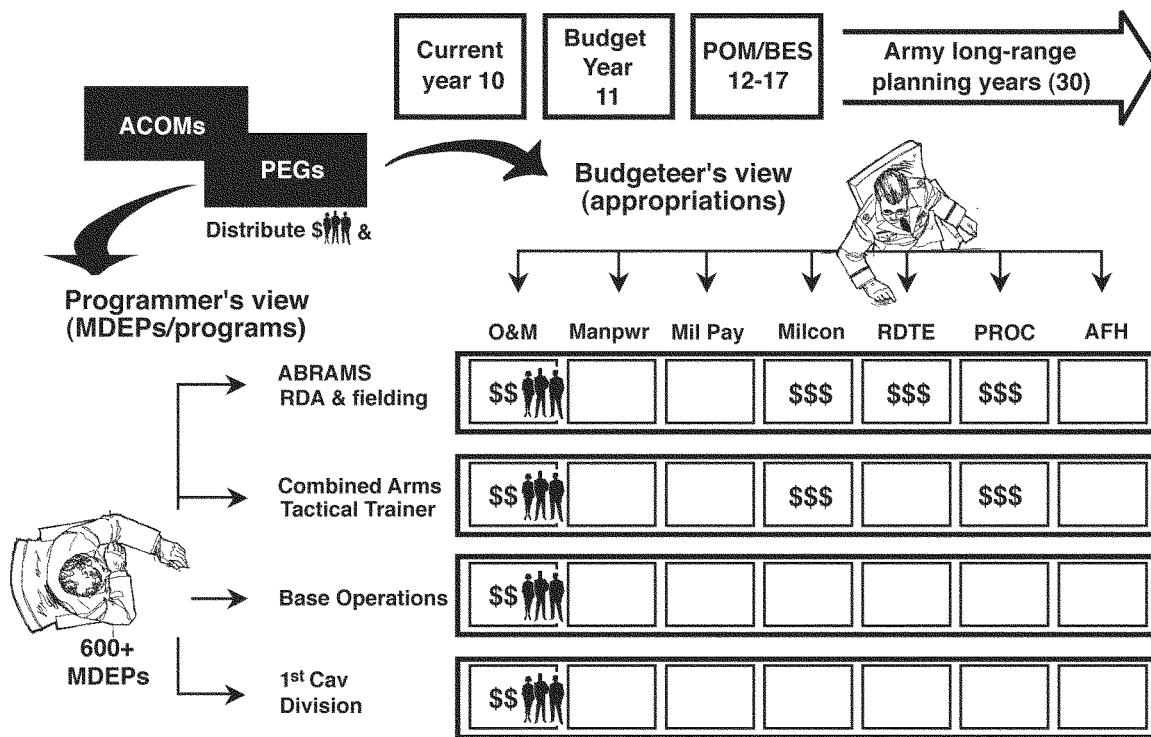 Current
year 10
Budget
Year
11
POM/BES
12-17
Army long-range
planning years (30)
ACOMs
PEGs
Distribute $ &
Budgeteer's view
(appropriations)
Programmer's view
(MDEPs/programs)
O&M Manpwr Mil Pay Milcon RDTE PROC AFH
ABRAMS
RDA & fielding
$$ $$$ $$$ $$$
Combined Arms
Tactical Trainer
$$ $$$ $$$
Base Operations
$$
600+
MDEPs
1st Cav
Division
$$